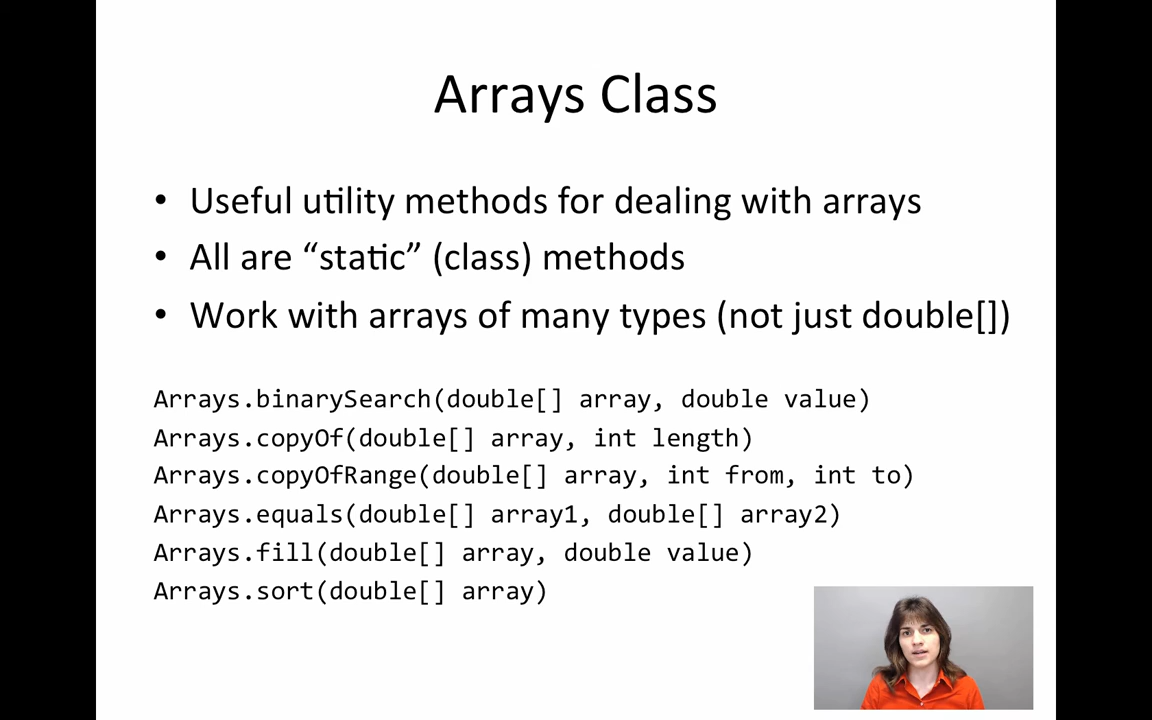 Arrays Class
• Useful utility methods for dealing with arrays
• All are “static” (class) methods
• Work with arrays of many types (not just double[])
Arrays.binarySearch(double[] array, double value)
Arrays.copyOf(double[] array, int length)
Arrays.copyOfRange(double[] array, int from, int to)
Arrays.equals(double[] array1, double[] array2)
Arrays.fill(double[] array, double value)
Arrays.sort(double[] array)